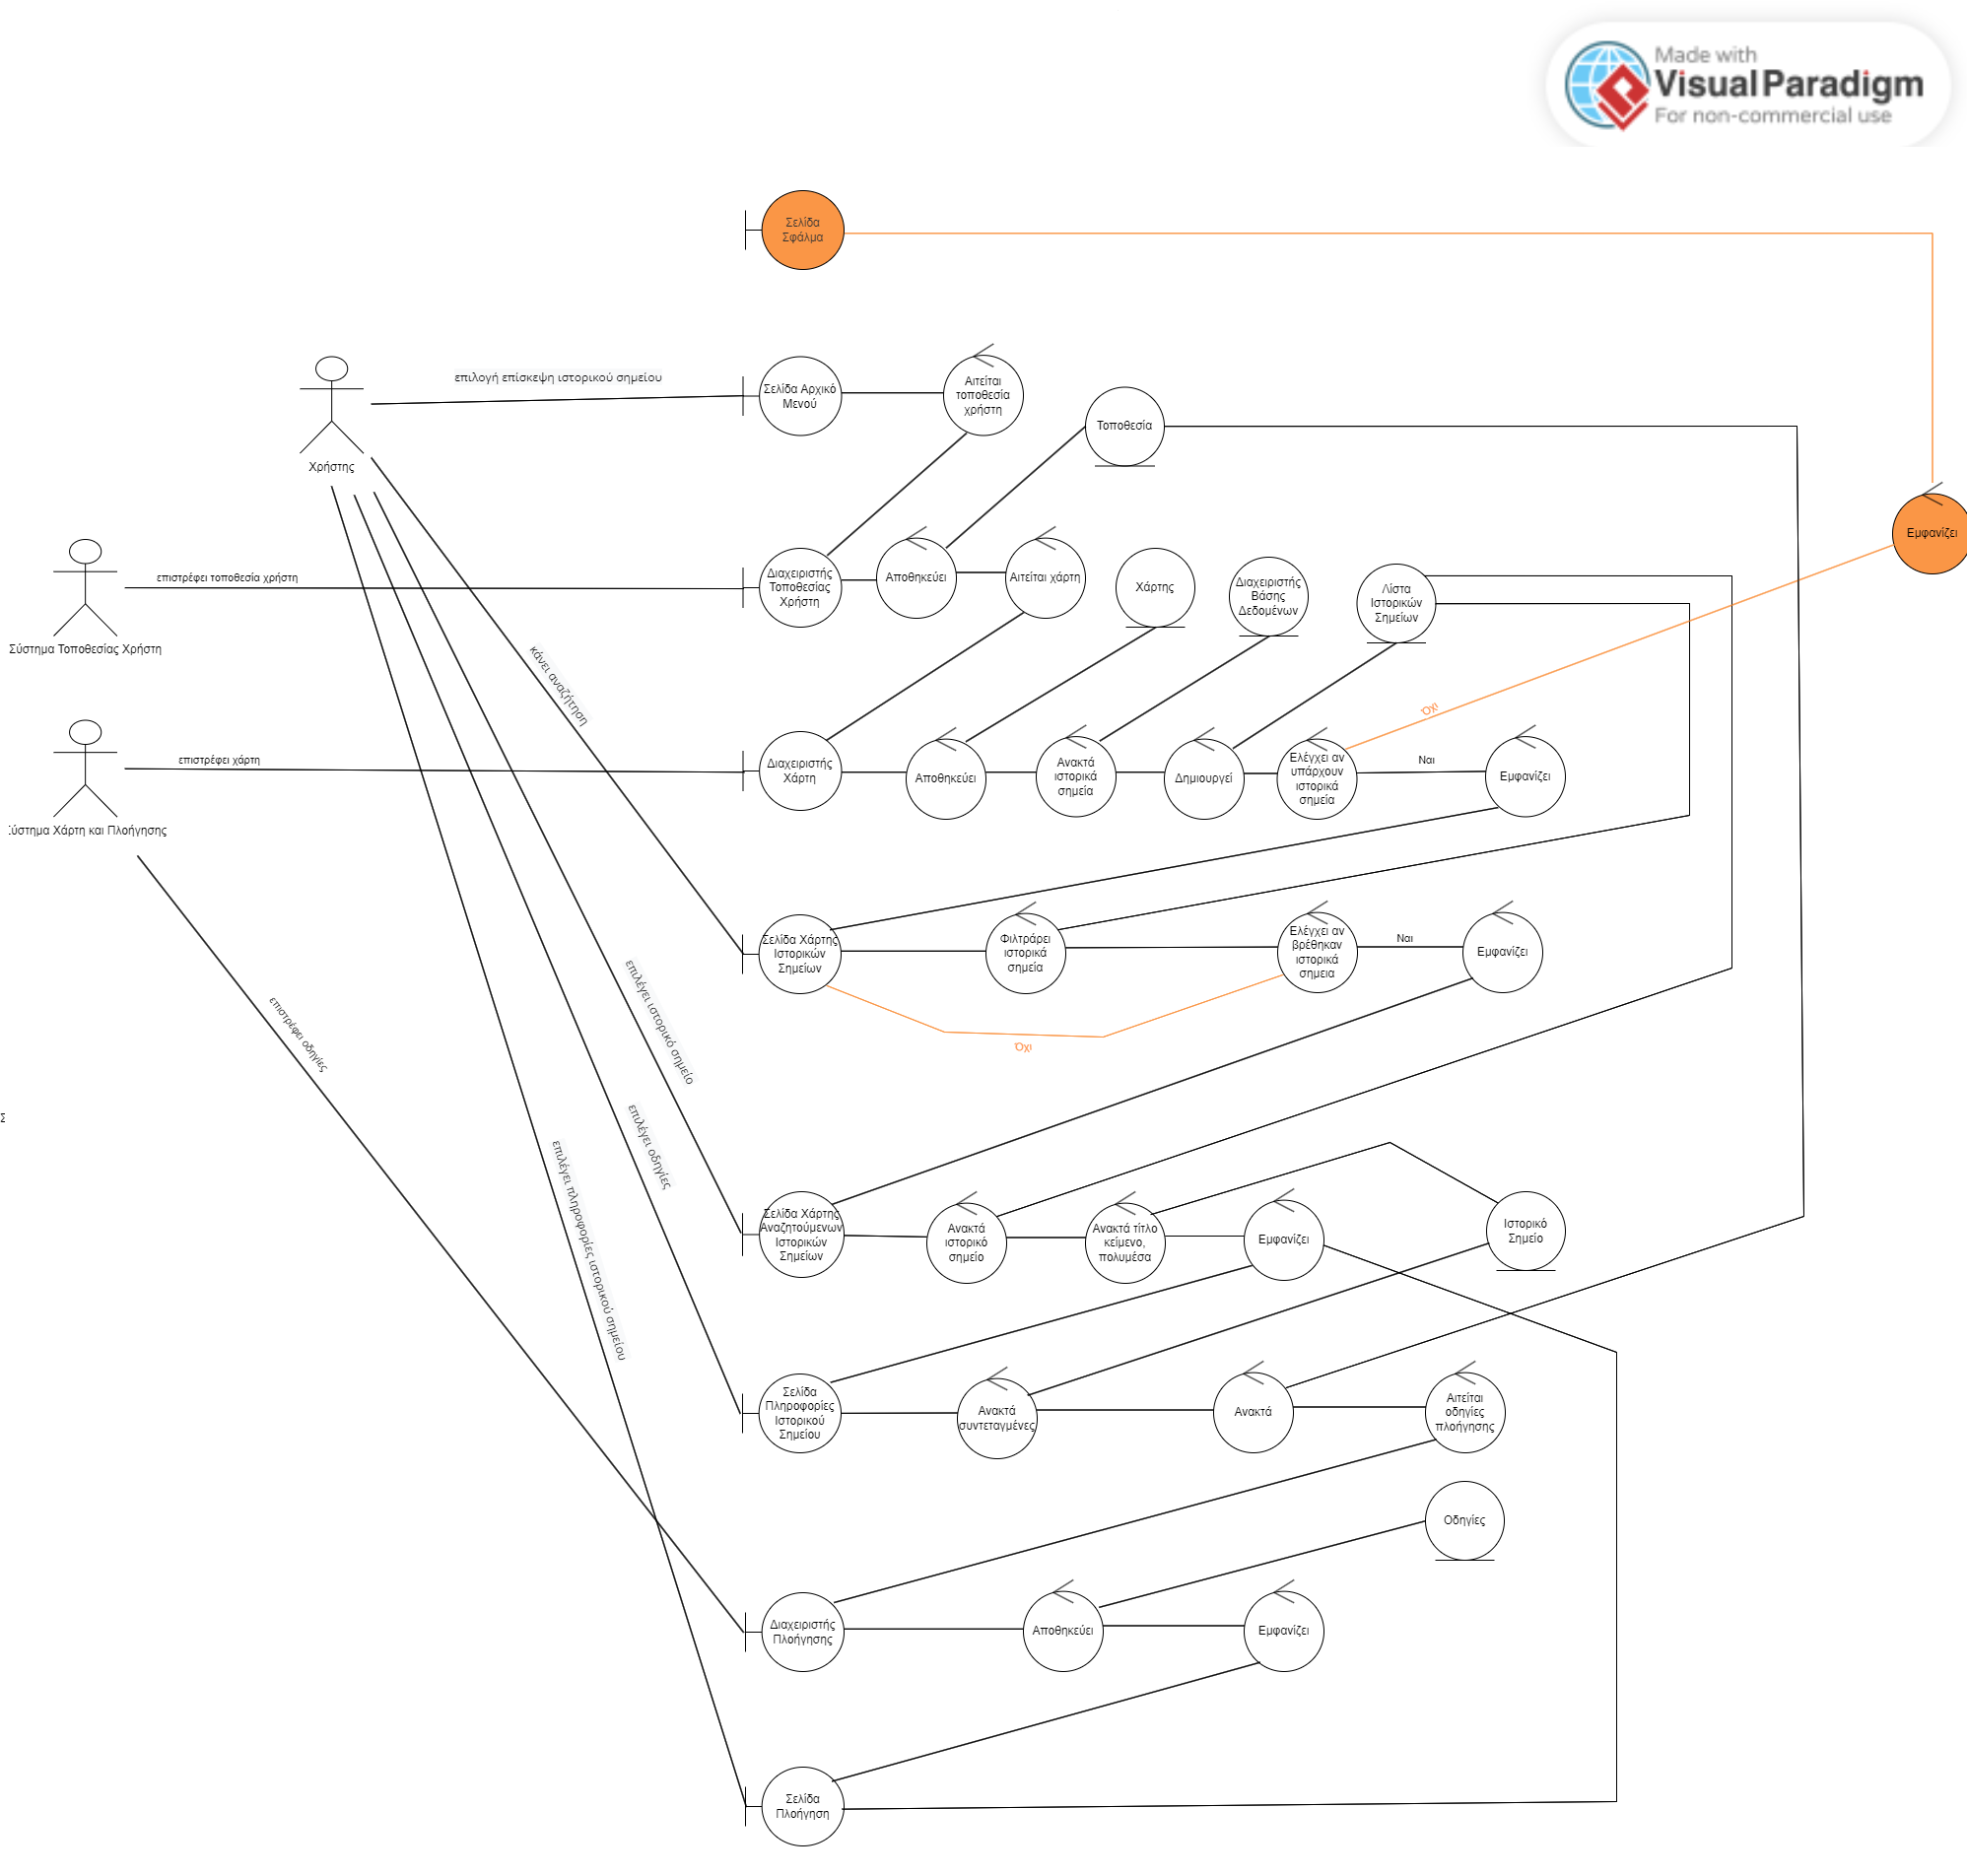 Made with
Visual Paradigm
For non-commercial use
Σελίδα
Σφάλμα
επιλογή επίσκεψη ιστορικού σημείου
Σελίδα Αρχικό
Μενού
Αιτείται
τοποθεσία
χρήστη
Τοποθεσία
Χρήστης
Εμφανίζει
επιστρέφει τοποθεσία χρήστη
Διαχειριστής
Τοποθεσίας
Χρήστη
Αποθηκεύει
Αιτείται χάρτη
Χάρτης
Διαχειριστής
Βάσης
Δεδομένων
Λίστα
Ιστορικών
Σημείων
Σύστημα Τοποθεσίας Χρήστη
κάνει αναζήτηση
Όχι
επιστρέφει χάρτη
Διαχειριστής
Χάρτη
Αποθηκεύει
Ανακτά
ιστορικά
σημεία
Δημιουργεί
Ελέγχει αν
υπάρχουν
ιστορικά
σημεία
Ναι
Εμφανίζει
Σύστημα Χάρτη και Πλοήγησης
Σελίδα Χάρτης
Ιστορικών
Σημείων
Φιλτράρει
ιστορικά
σημεία
Ελέγχει αν
βρέθηκαν
ιστορικά
σημεια
Ναι
Εμφανίζει
επιστρέφει οδηγίες
επιλέγει ιστορικό σημείο
Όχι
Σ
επιλέγει οδηγίες
επιλέγει πληροφορίες ιστορικού σημείου
Σελίδα Χάρτης
Αναζητούμενων
Ιστορικών
Σημείων
Ανακτά
ιστορικό
σημείο
Ανακτά τίτλο
κείμενο,
πολυμέσα
Εμφανίζει
Ιστορικό
Σημείο
Σελίδα
Πληροφορίες
Ιστορικού
Σημείου
Ανακτά
συντεταγμένες
Ανακτά
Αιτείται
οδηγίες
πλοήγησης
Οδηγίες
Διαχειριστής
Πλοήγησης
Αποθηκεύει
Εμφανίζει
Σελίδα
Πλοήγηση